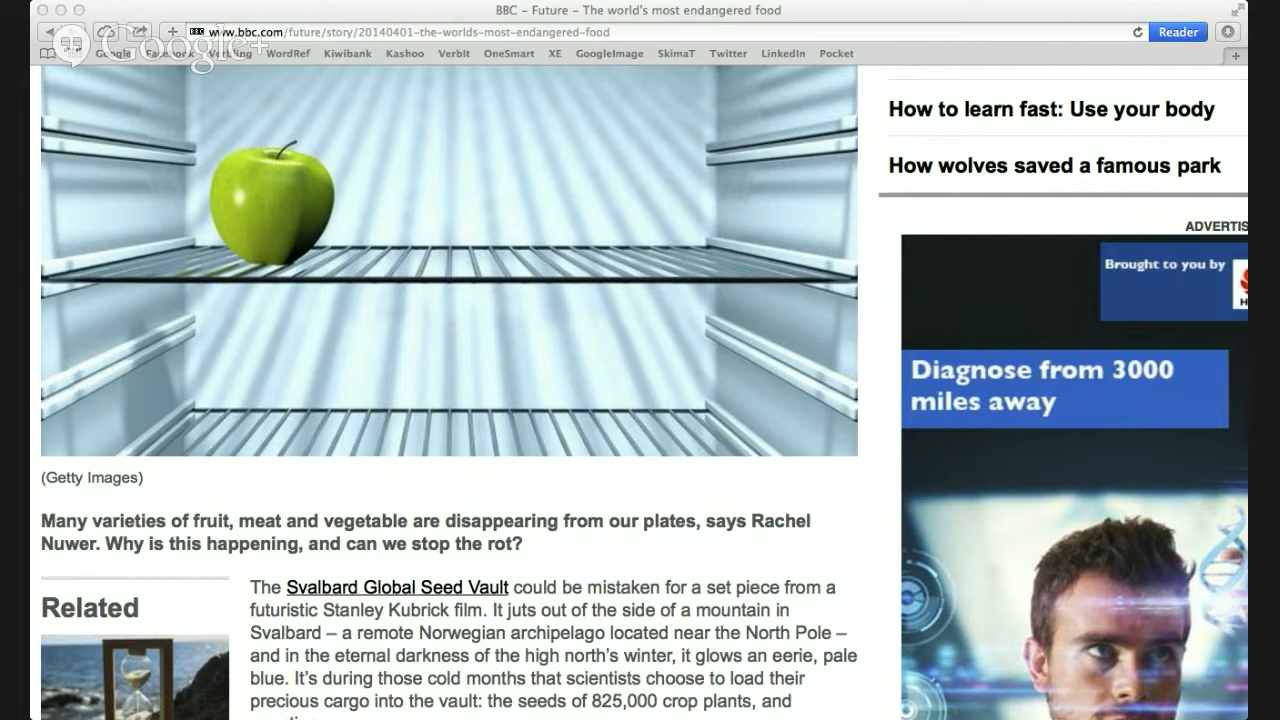 BBC – Future – The world's most endangered food
BBC www.bbc.com/future/story/20140401-the-worlds-most-endangered-food
Reader
Google+
Google Facebook WordRef Kiwibank Kashoo VerbIt OneSmart XE GoogleImage SkimaT Twitter LinkedIn Pocket
How to learn fast: Use your body
How wolves saved a famous park
ADVERTIS
Brought to you by
H
Diagnose from 3000
miles away
(Getty Images)
Many varieties of fruit, meat and vegetable are disappearing from our plates, says Rachel
Nuwer. Why is this happening, and can we stop the rot?
Related
The Svalbard Global Seed Vault could be mistaken for a set piece from a
futuristic Stanley Kubrick film. It juts out of the side of a mountain in
Svalbard – a remote Norwegian archipelago located near the North Pole –
and in the eternal darkness of the high north's winter, it glows an eerie, pale
blue. It's during those cold months that scientists choose to load their
precious cargo into the vault: the seeds of 825,000 crop plants, and